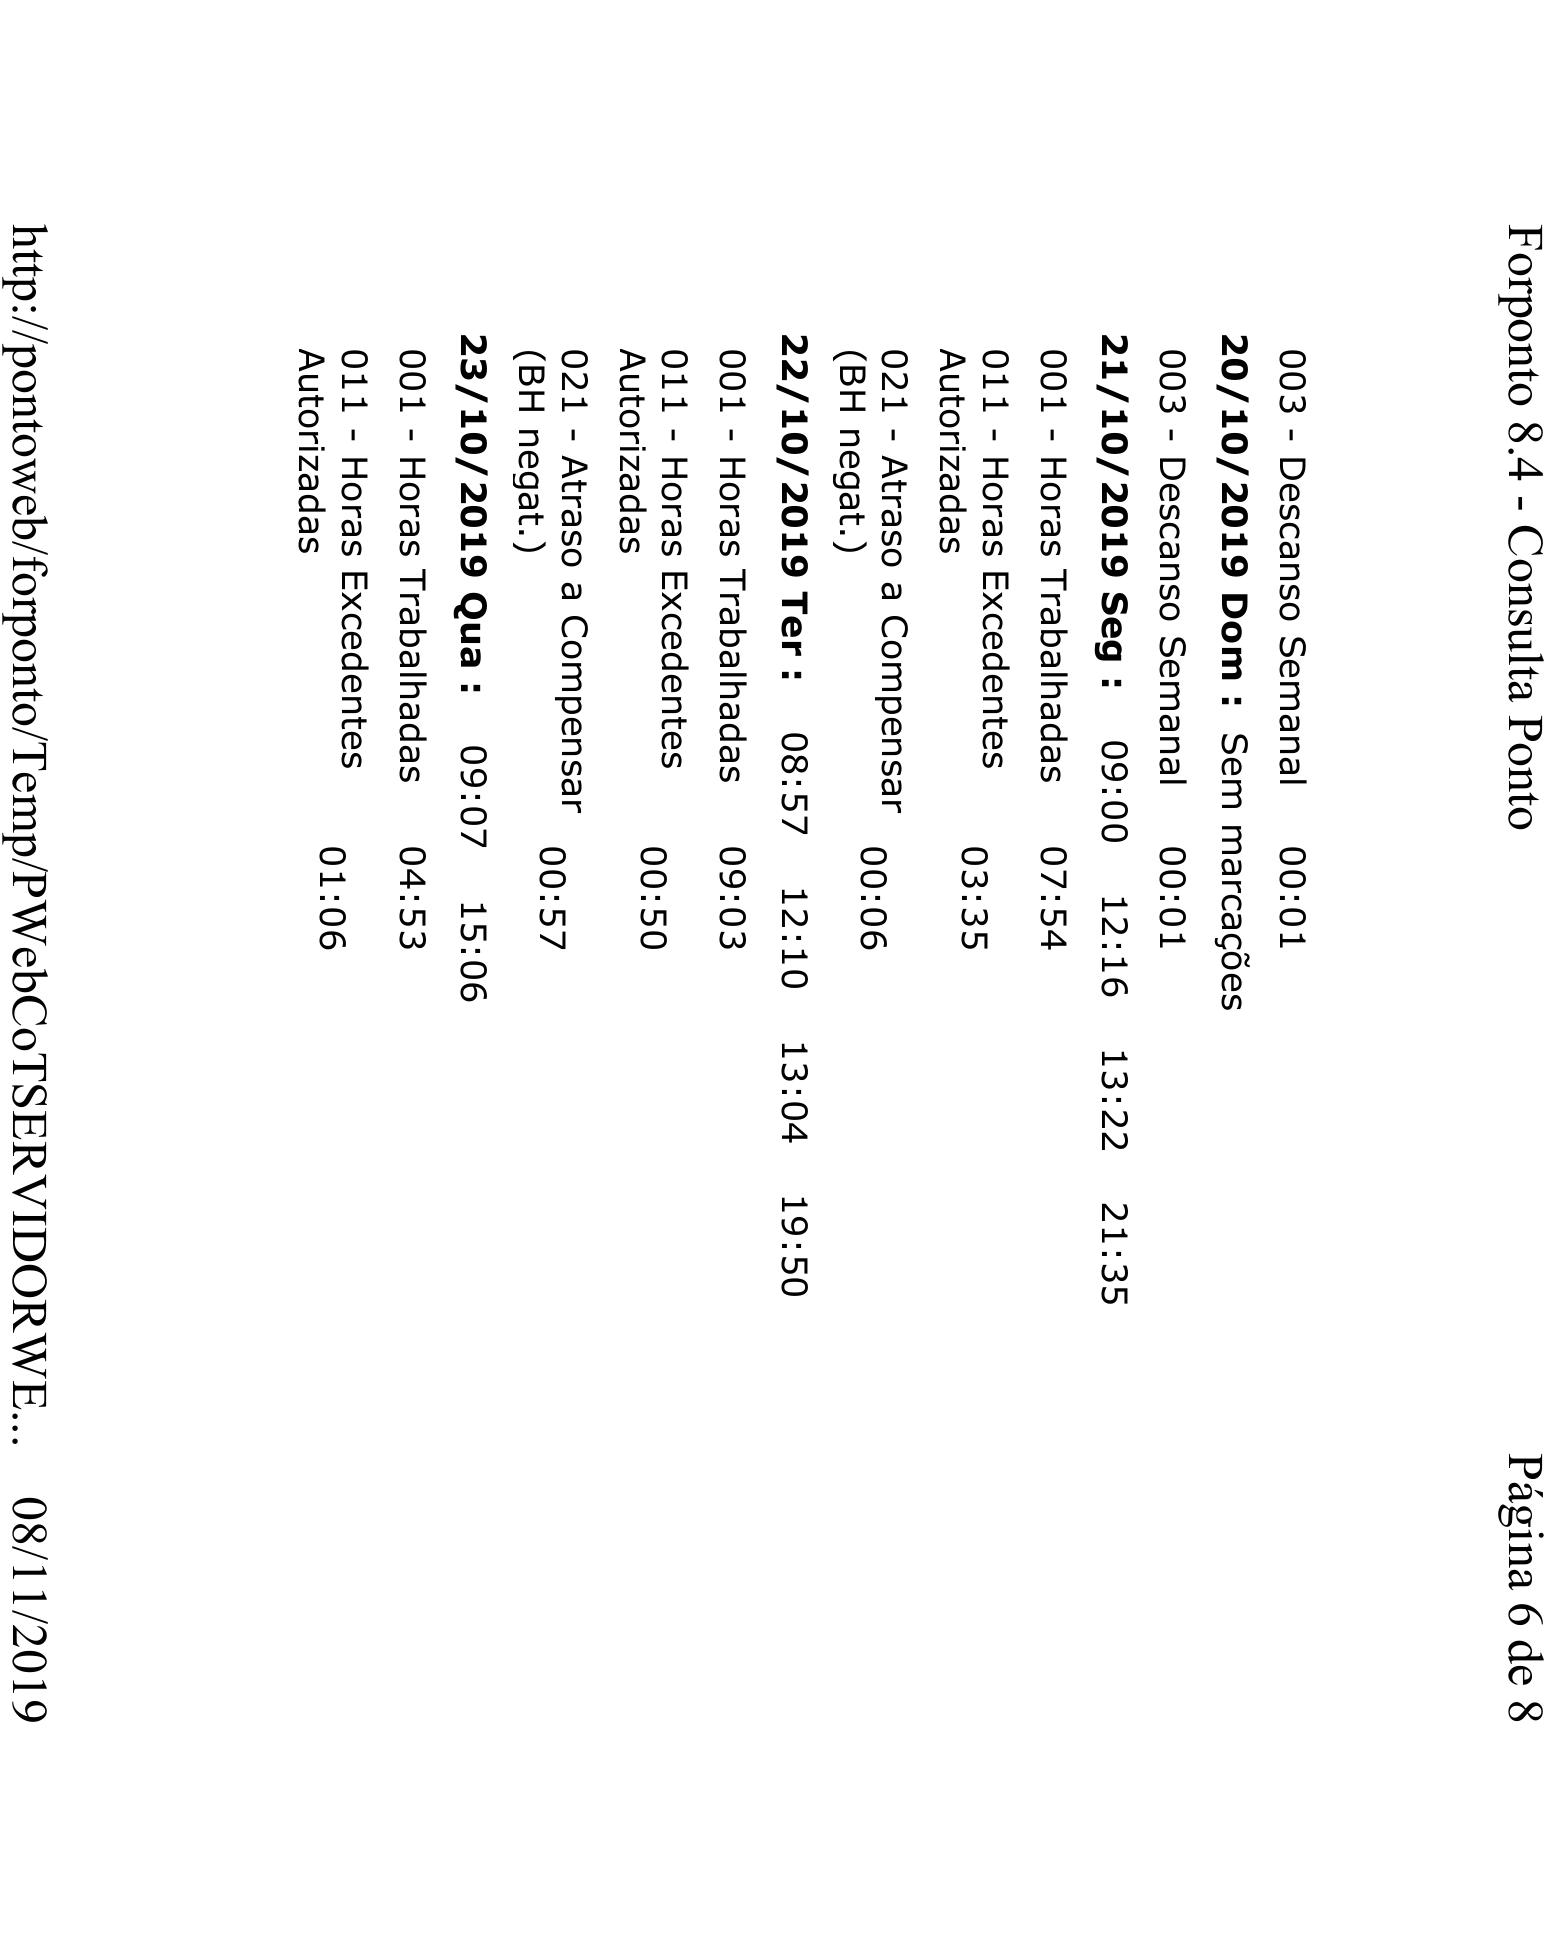 Forponto 8.4 - Consulta Ponto Página 6 de 8
003 - Descanso Semanal 00:01
20/10/2019 Dom : Sem marcações
003 - Descanso Semanal 00:01
21/10/2019 Seg : 09:00 12:16 13:22 21:35
001 - Horas Trabalhadas 07:54
011 - Horas Excedentes
Autorizadas 03:35
021 - Atraso a Compensar
(BH negat.) 00:06
22/10/2019 Ter : 08:57 12:10 13:04 19:50
001 - Horas Trabalhadas 09:03
011 - Horas Excedentes
Autorizadas 00:50
021 - Atraso a Compensar
(BH negat.) 00:57
23/10/2019 Qua : 09:07 15:06
001 - Horas Trabalhadas 04:53
011 - Horas Excedentes
Autorizadas 01:06
http://pontoweb/forponto/Temp/PWebCoTSERVIDORWE... 08/11/2019